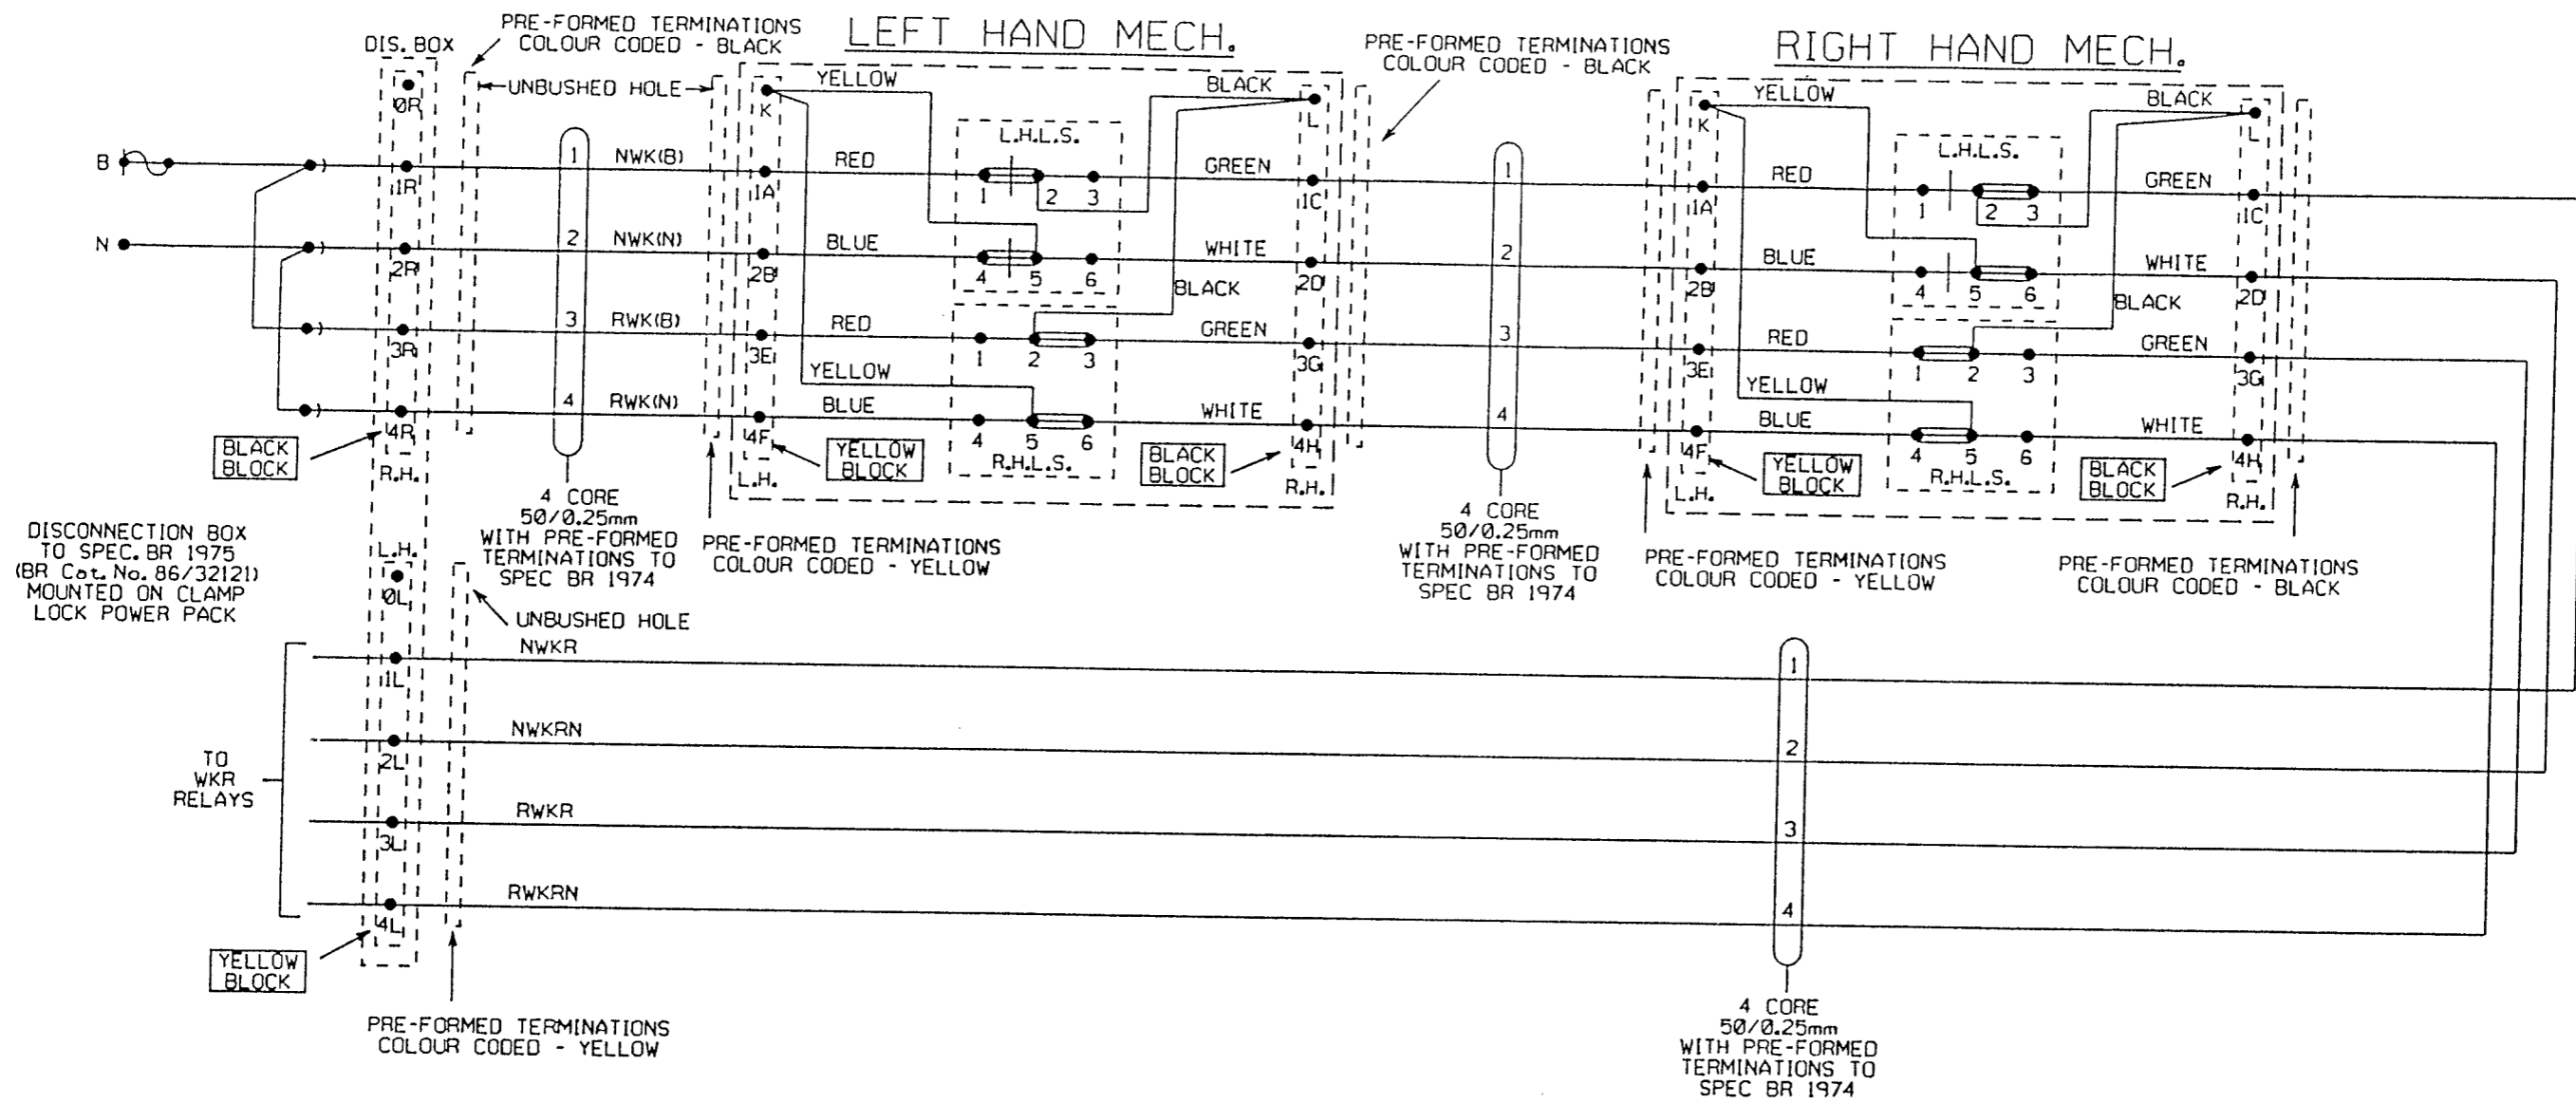 LEFT HAND MECH.
RIGHT HAND MECH.
DIS. BOX
PRE-FORMED TERMINATIONS
COLOUR CODED - BLACK
UNBUSHED HOLE
PRE-FORMED TERMINATIONS
COLOUR CODED - BLACK
0R
B
1R
1
NWK(B)
N
2R
2
NWK(N)
3R
3
RWK(B)
4R
4
RWK(N)
BLACK
BLOCK
R.H.
4 CORE
50/0.25mm
WITH PRE-FORMED
TERMINATIONS TO
SPEC BR 1974
K
YELLOW
BLACK
L
L.H.L.S.
1A
RED
1 2 3
GREEN
1C
2B
BLUE
4 5 6
WHITE
2D
BLACK
3E
RED
1 2 3
GREEN
3G
YELLOW
4F
BLUE
4 5 6
WHITE
4H
R.H.L.S.
YELLOW
BLOCK
BLACK
BLOCK
L.H.
R.H.
PRE-FORMED TERMINATIONS
COLOUR CODED - YELLOW
1
2
3
4
4 CORE
50/0.25mm
WITH PRE-FORMED
TERMINATIONS TO
SPEC BR 1974
K
YELLOW
BLACK
L
L.H.L.S.
1A
RED
1 2 3
GREEN
1C
2B
BLUE
4 5 6
WHITE
2D
BLACK
3E
RED
1 2 3
GREEN
3G
YELLOW
4F
BLUE
4 5 6
WHITE
4H
R.H.L.S.
YELLOW
BLOCK
BLACK
BLOCK
L.H.
R.H.
PRE-FORMED TERMINATIONS
COLOUR CODED - YELLOW
PRE-FORMED TERMINATIONS
COLOUR CODED - BLACK
DISCONNECTION BOX
TO SPEC. BR 1975
(BR Cat. No. 86/32121)
MOUNTED ON CLAMP
LOCK POWER PACK
L.H.
0L
UNBUSHED HOLE
NWKR
1L
1
NWKRN
2L
2
TO
WKR
RELAYS
RWKR
3L
3
RWKRN
4L
4
YELLOW
BLOCK
PRE-FORMED TERMINATIONS
COLOUR CODED - YELLOW
4 CORE
50/0.25mm
WITH PRE-FORMED
TERMINATIONS TO
SPEC BR 1974